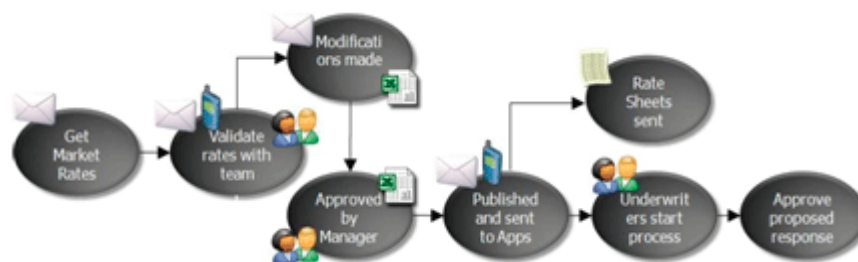 Get
Market
Rates
Validate
rates with
team
Modificati
ons made
Approved
by
Manager
Published
and sent
to Apps
Rate
Sheets
sent
Underwrit
ers start
process
Approve
proposed
response